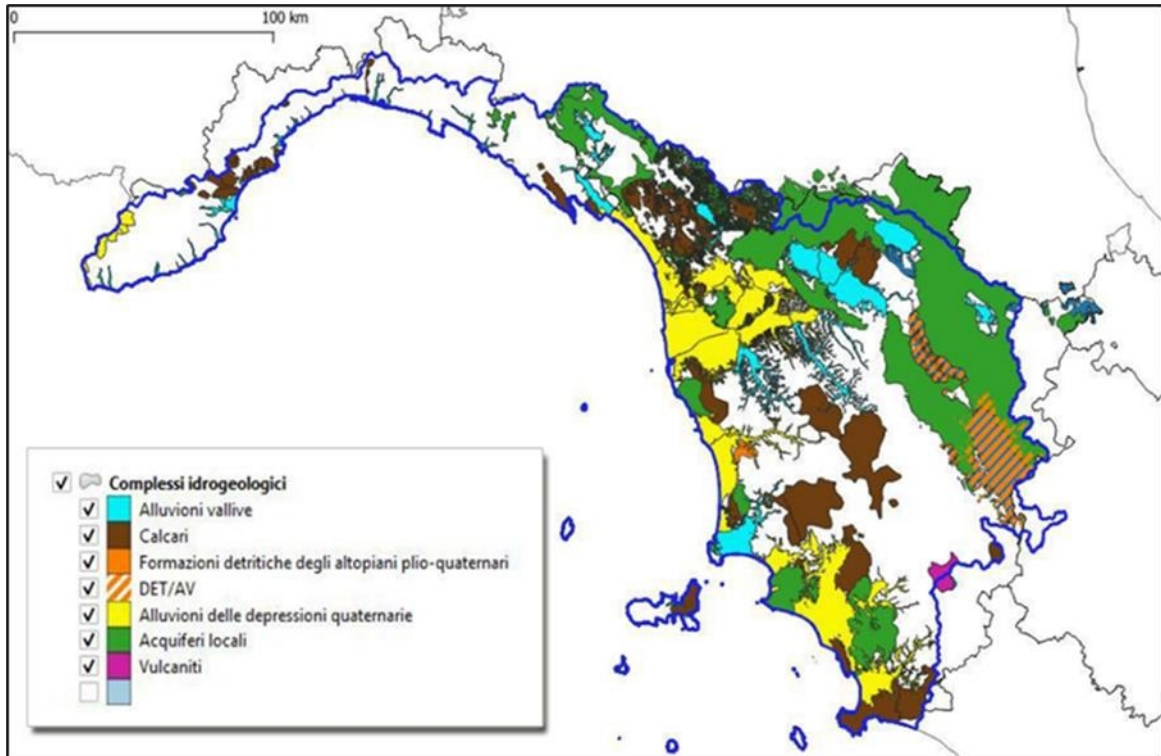 0 100 km
Complessi idrogeologici
Alluvioni vallive
Calcari
Formazioni detritiche degli altopiani plio-quaternari
DET/AV
Alluvioni delle depressioni quaternarie
Acquiferi locali
Vulcaniti